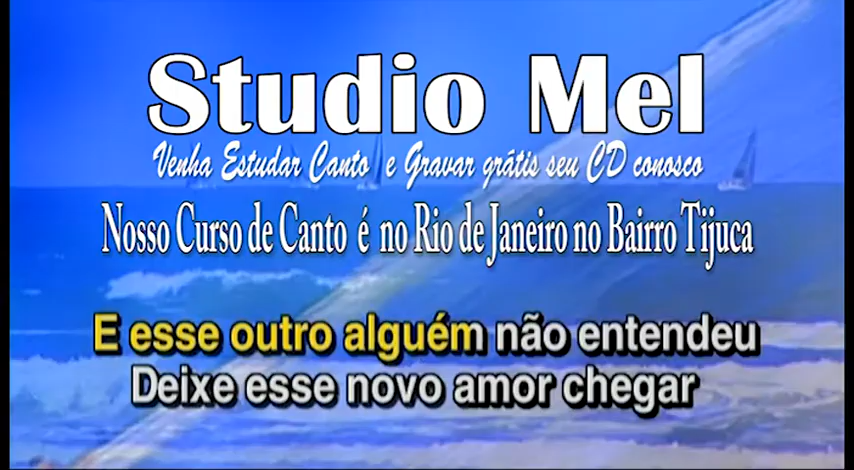 Studio Mel
Venha Estudar Canto e Gravar grátis seu CD conosco
Nosso Curso de Canto é no Rio de Janeiro no Bairro Tijuca
E esse outro alguém não entendeu
Deixe esse novo amor chegar